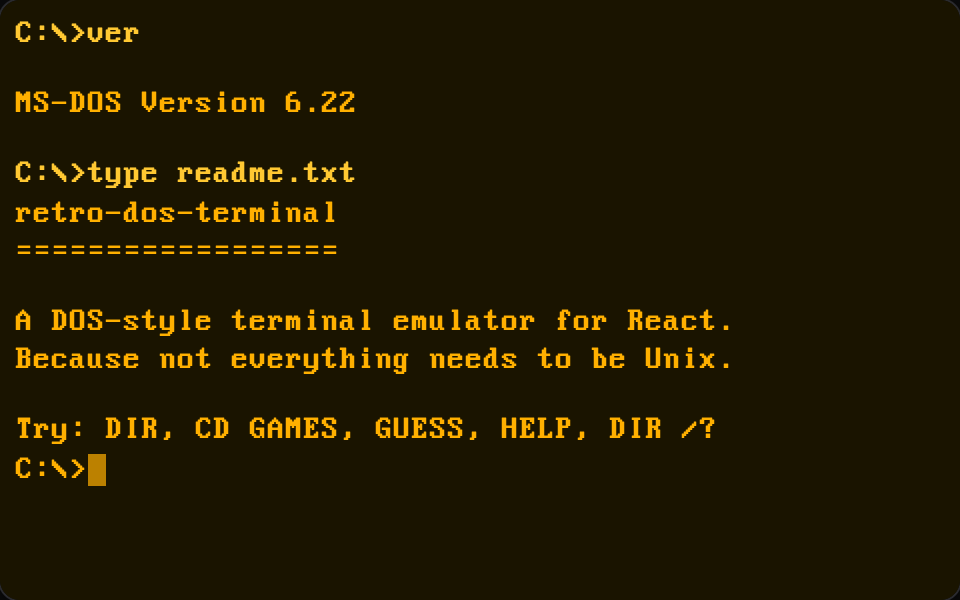 C:\>ver
MS-DOS Version 6.22
C:\>type readme.txt
retro-dos-terminal
==================
A DOS-style terminal emulator for React.
Because not everything needs to be Unix.
Try: DIR, CD GAMES, GUESS, HELP, DIR /?
C:\>